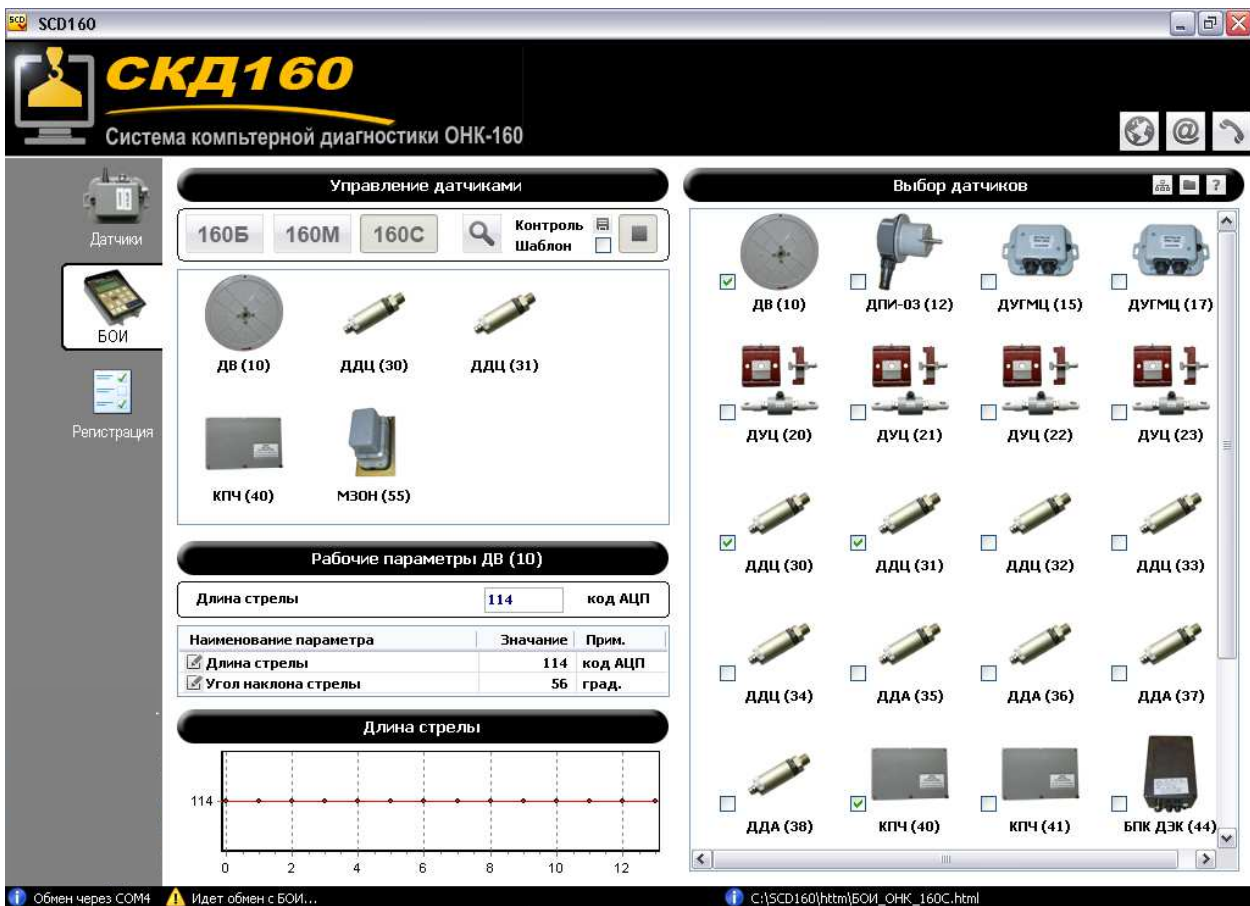 SCD160
СКД160
Система компьтерной диагностики ОНК-160
Датчики
БОИ
Регистрация
Управление датчиками
160Б 160М 160С Контроль
Шаблон
ДВ (10) ДДЦ (30) ДДЦ (31)
КПЧ (40) МЗОН (55)
Рабочие параметры ДВ (10)
Длина стрелы 114 код АЦП
Наименование параметра Значание Прим.
Длина стрелы 114 код АЦП
Угол наклона стрелы 56 град.
Длина стрелы
114
0 2 4 6 8 10 12
Выбор датчиков ?
ДВ (10) ДПИ-03 (12) ДУГМЦ (15) ДУГМЦ (17)
ДУЦ (20) ДУЦ (21) ДУЦ (22) ДУЦ (23)
ДДЦ (30) ДДЦ (31) ДДЦ (32) ДДЦ (33)
ДДЦ (34) ДДА (35) ДДА (36) ДДА (37)
ДДА (38) КПЧ (40) КПЧ (41) БПК ДЭК (44)
Обмен через COM4 Идет обмен с БОИ... C:\SCD160\httm\БОИ_ОНК_160С.html